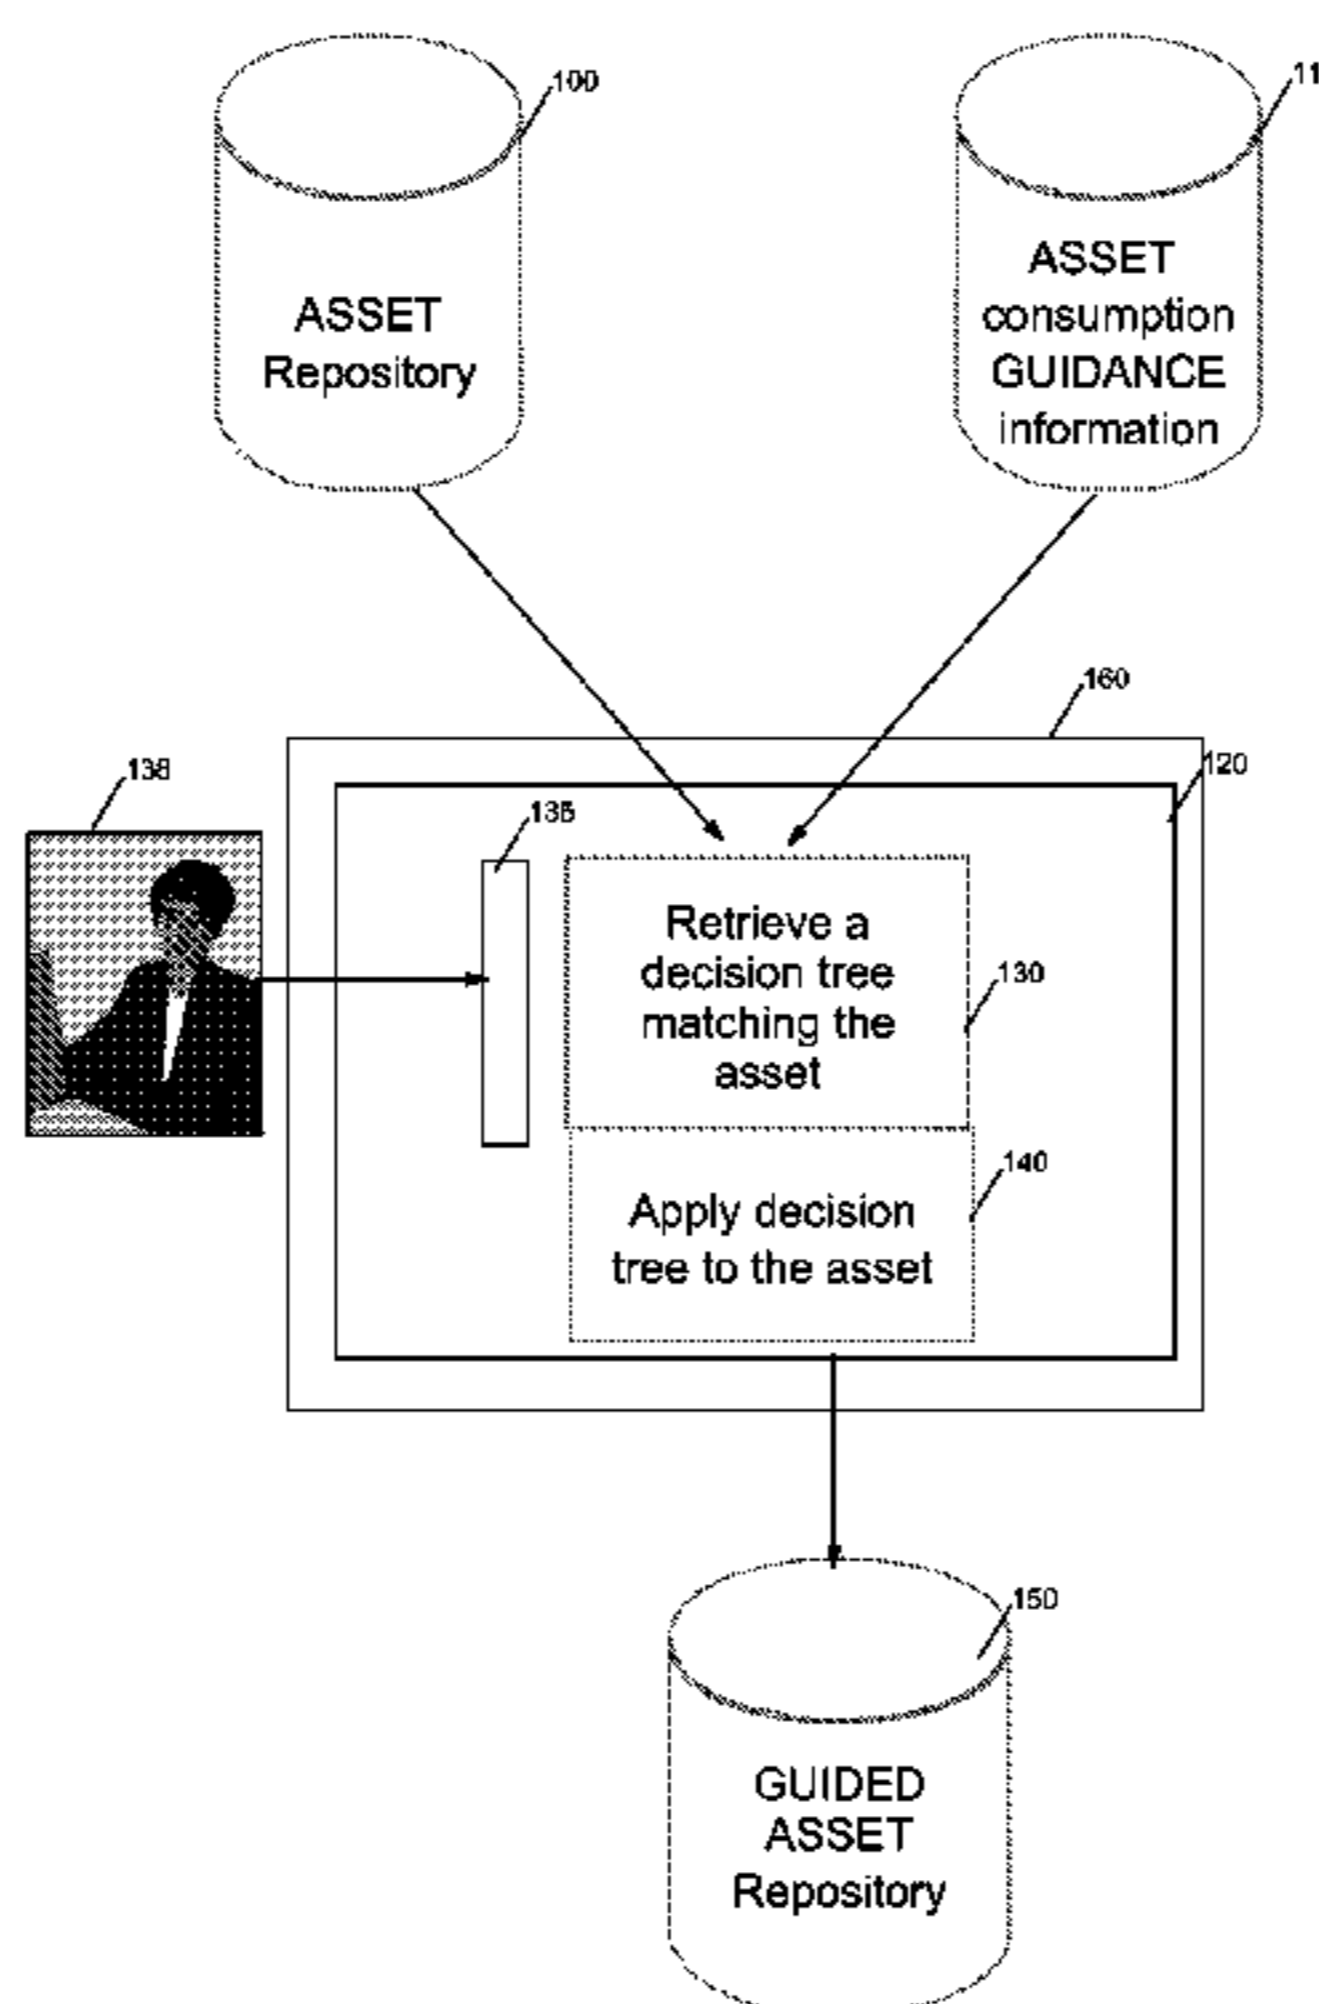 100
11
ASSET
Repository
ASSET
consumption
GUIDANCE
information
160
120
138
135
Retrieve a
decision tree
matching the
asset
130
140
Apply decision
tree to the asset
150
GUIDED
ASSET
Repository